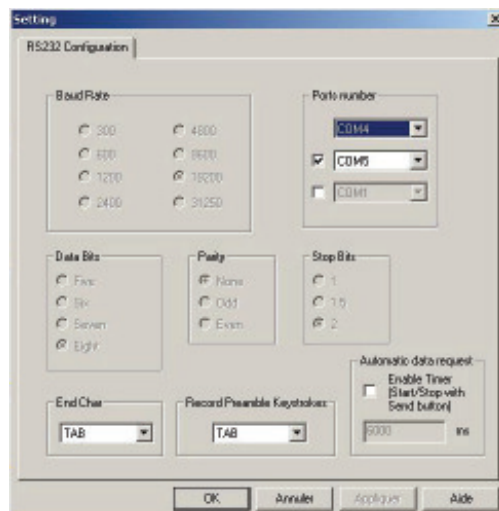 Setting
RS232 Configuration
Baud Rate
300
4800
600
9600
1200
19200
2400
31250
Ports number
COM4
COM5
COM1
Data Bits
Five
Six
Seven
Eight
Parity
None
Odd
Even
Stop Bits
1
1.5
2
Automatic data request
Enable Timer
(Start/Stop with
Send button)
ms
End Char
TAB
Record Preamble Keystrokes
TAB
OK
Annuler
Appliquer
Aide